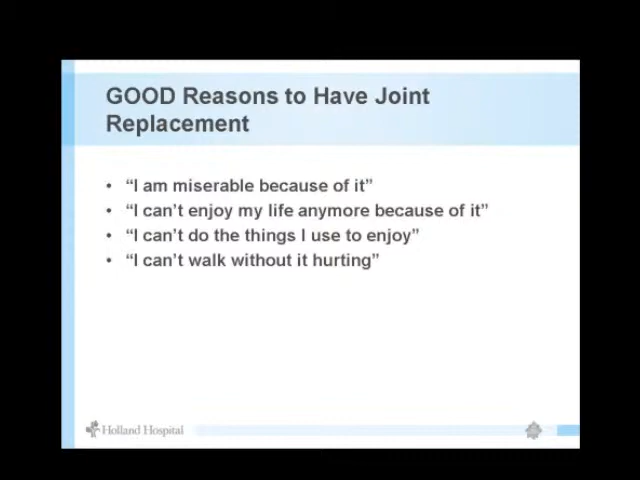 GOOD Reasons to Have Joint
Replacement
• “I am miserable because of it”
• “I can’t enjoy my life anymore because of it”
• “I can’t do the things I use to enjoy”
• “I can’t walk without it hurting”
Holland Hospital